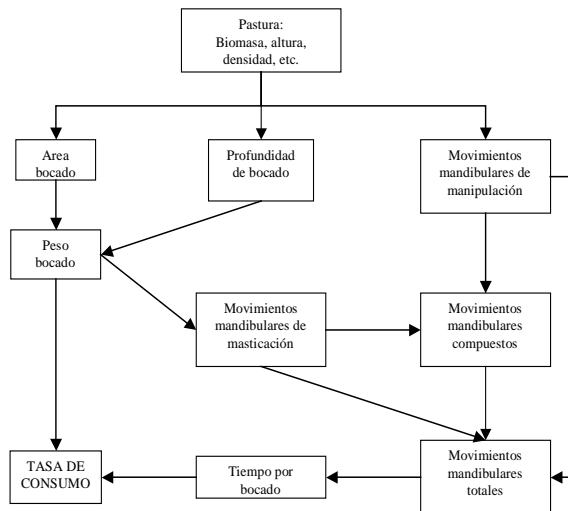 Pastura:
Biomasa, altura,
densidad, etc.
Area
bocado
Profundidad
de bocado
Movimientos
mandibulares de
manipulación
Peso
bocado
Movimientos
mandibulares de
masticación
Movimientos
mandibulares
compuestos
TASA DE
CONSUMO
Tiempo por
bocado
Movimientos
mandibulares
totales